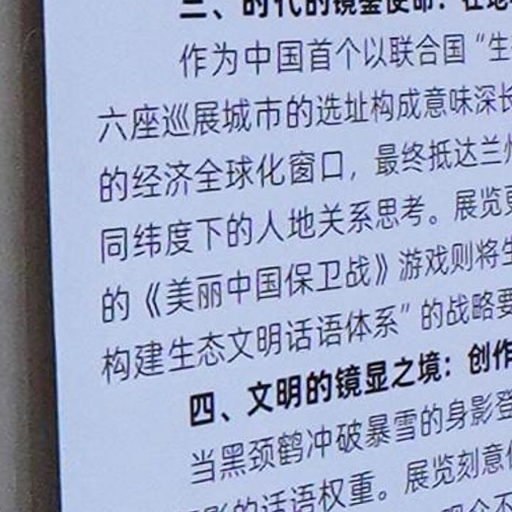 三、时代的镜鉴使命：在地
作为中国首个以联合国“生
六座巡展城市的选址构成意味深长
的经济全球化窗口，最终抵达兰州
同纬度下的人地关系思考。展览更
的《美丽中国保卫战》游戏则将生
构建生态文明话语体系”的战略要
四、文明的镜显之境：创作
当黑颈鹤冲破暴雪的身影登
的话语权重。展览刻意